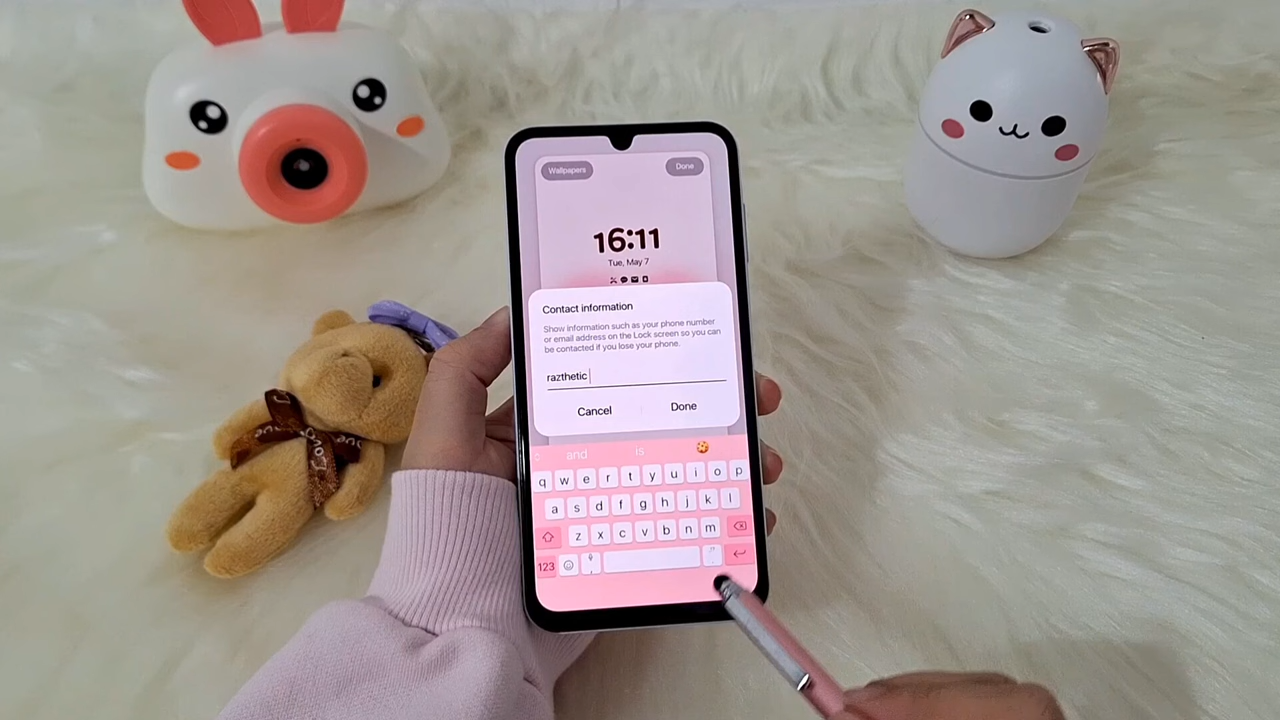 Wallpapers
Done
16:11
Tue, May 7
Contact information
Show information such as your phone number
or email address on the Lock screen so you can
be contacted if you lose your phone.
razthetic
Cancel
Done
and is
q w e r t y u i o p
a s d f g h j k l
z x c v b n m
123 ,